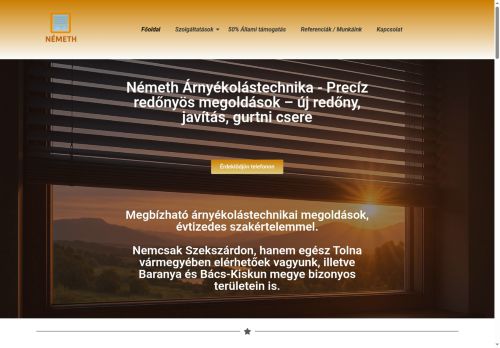 NÉMETH
Főoldal
Szolgáltatások
50% Állami támogatás
Referenciák / Munkáink
Kapcsolat
Németh Árnyékolástechnika - Precíz
redőnyös megoldások – új redőny,
javítás, gurtni csere
Érdeklődjön telefonon
Megbízható árnyékolástechnikai megoldások,
évtizedes szakértelemmel.
Nemcsak Szekszárdon, hanem egész Tolna
vármegyében elérhetőek vagyunk, illetve
Baranya és Bács-Kiskun megye bizonyos
területein is.